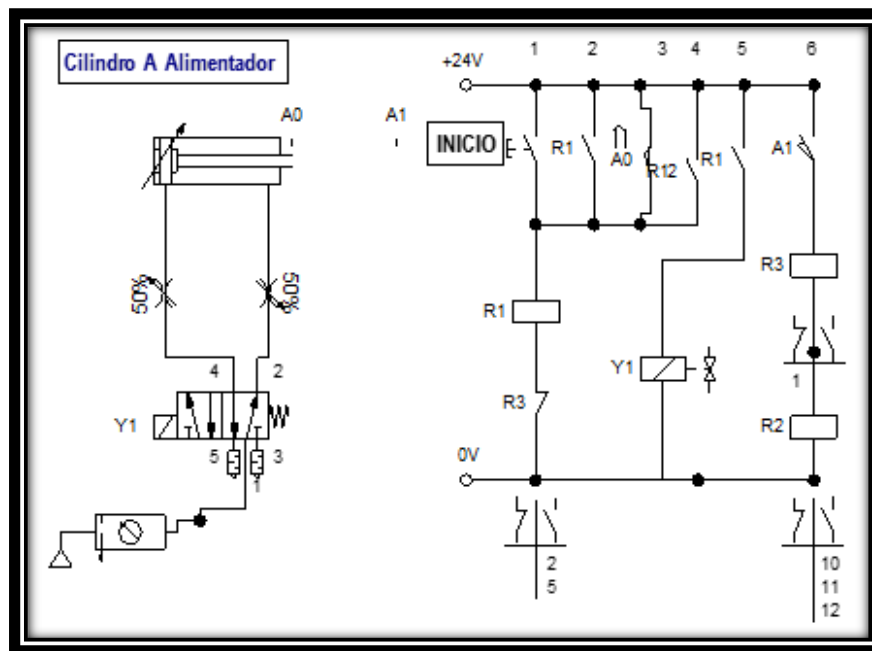 Cilindro A Alimentador
A0
A1
50%
50%
4
2
Y1
5
3
1
1
2
3
4
5
6
+24V
INICIO
R1
A0
R12
R1
A1
R1
R3
Y1
1
R3
R2
0V
2
5
10
11
12